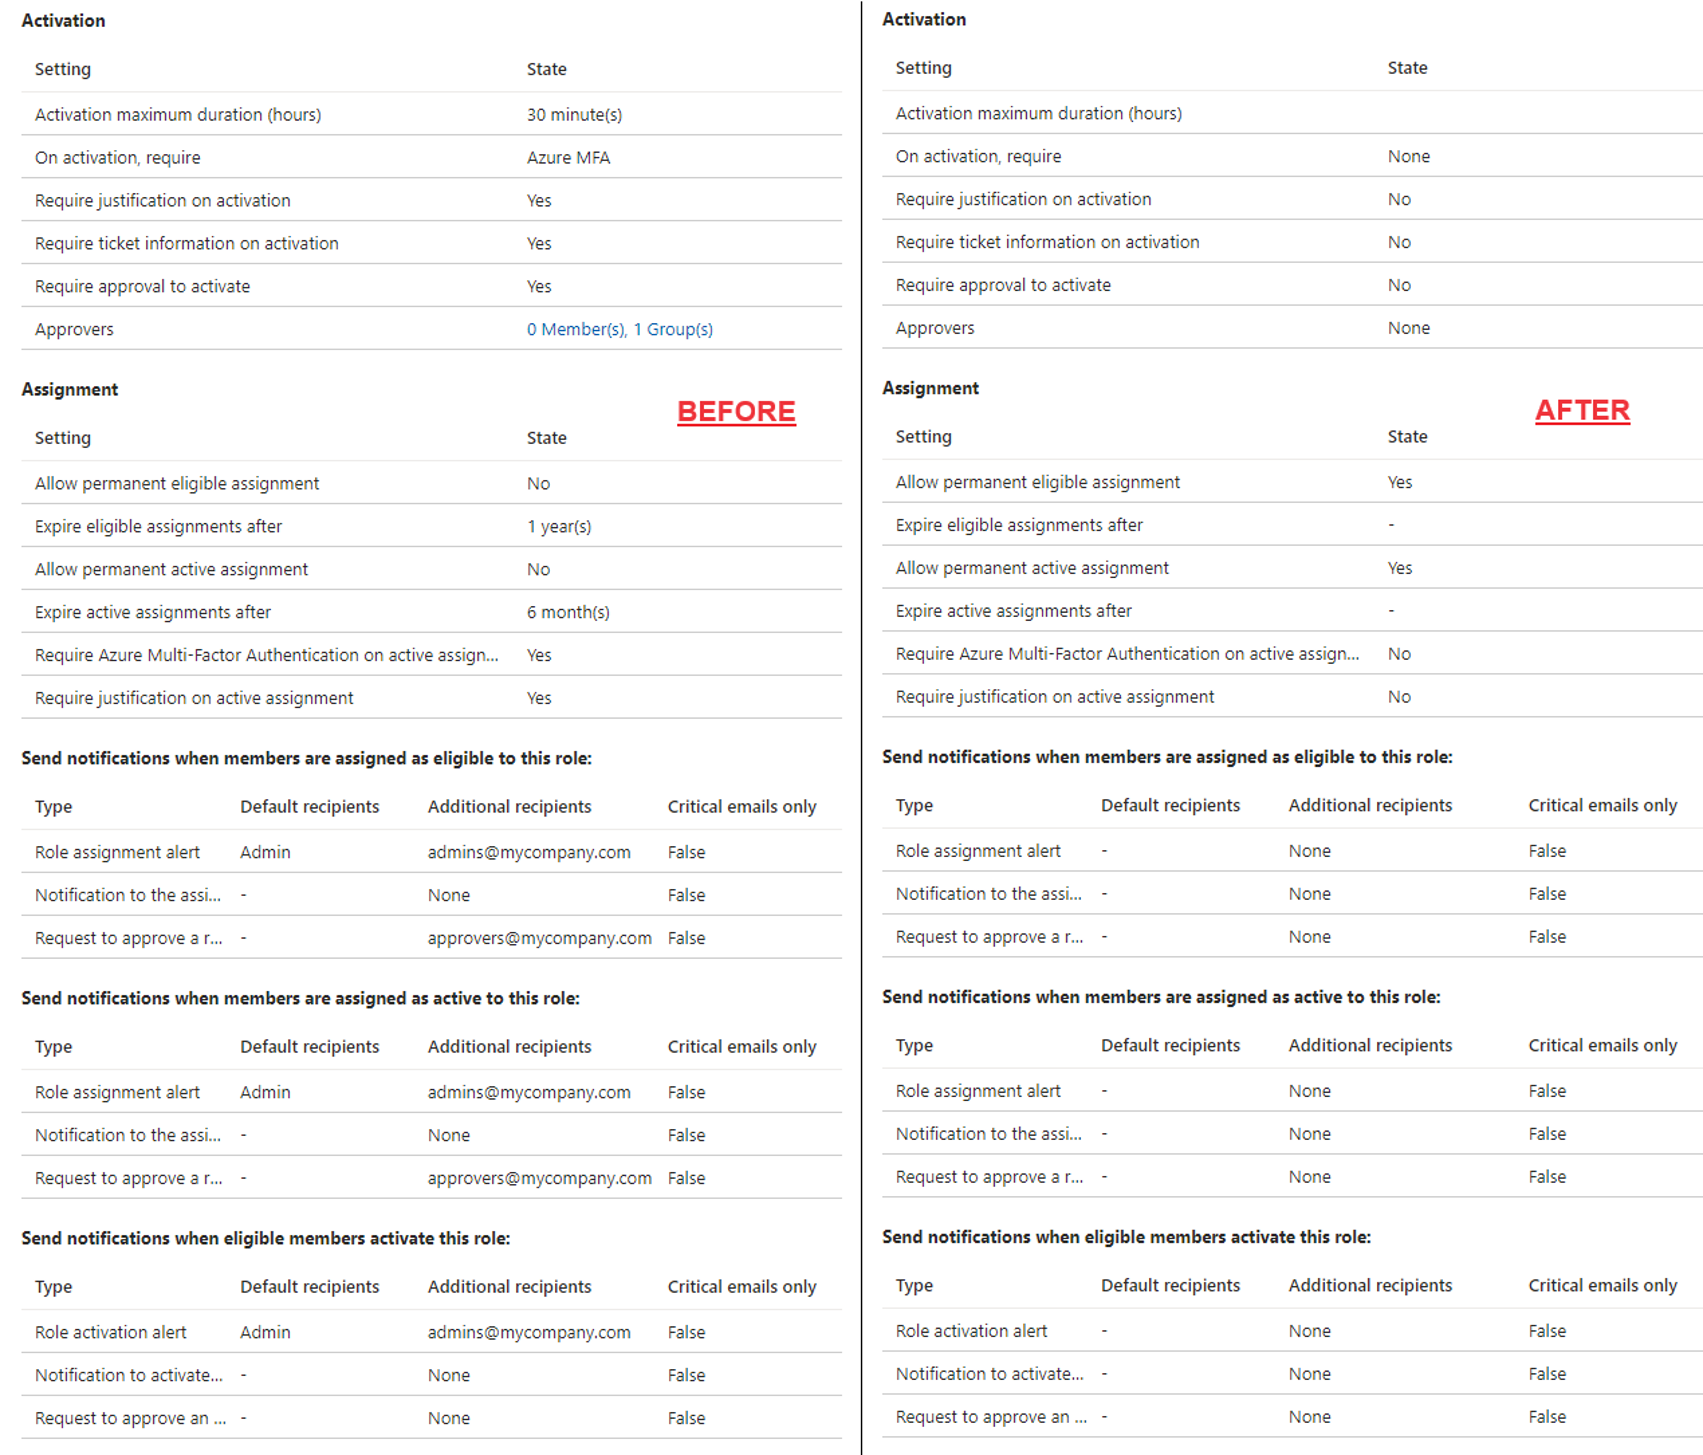 Activation
Setting State
Activation maximum duration (hours) 30 minute(s)
On activation, require Azure MFA
Require justification on activation Yes
Require ticket information on activation Yes
Require approval to activate Yes
Approvers 0 Member(s), 1 Group(s)
Assignment
BEFORE
Setting State
Allow permanent eligible assignment No
Expire eligible assignments after 1 year(s)
Allow permanent active assignment No
Expire active assignments after 6 month(s)
Require Azure Multi-Factor Authentication on active assign... Yes
Require justification on active assignment Yes
Send notifications when members are assigned as eligible to this role:
Type Default recipients Additional recipients Critical emails only
Role assignment alert Admin admins@mycompany.com False
Notification to the assi... - None False
Request to approve a r... - approvers@mycompany.com False
Send notifications when members are assigned as active to this role:
Type Default recipients Additional recipients Critical emails only
Role assignment alert Admin admins@mycompany.com False
Notification to the assi... - None False
Request to approve a r... - approvers@mycompany.com False
Send notifications when eligible members activate this role:
Type Default recipients Additional recipients Critical emails only
Role activation alert Admin admins@mycompany.com False
Notification to activate... - None False
Request to approve an ... - None False
Activation
Setting State
Activation maximum duration (hours)
On activation, require None
Require justification on activation No
Require ticket information on activation No
Require approval to activate No
Approvers None
Assignment
AFTER
Setting State
Allow permanent eligible assignment Yes
Expire eligible assignments after -
Allow permanent active assignment Yes
Expire active assignments after -
Require Azure Multi-Factor Authentication on active assign... No
Require justification on active assignment No
Send notifications when members are assigned as eligible to this role:
Type Default recipients Additional recipients Critical emails only
Role assignment alert - None False
Notification to the assi... - None False
Request to approve a r... - None False
Send notifications when members are assigned as active to this role:
Type Default recipients Additional recipients Critical emails only
Role assignment alert - None False
Notification to the assi... - None False
Request to approve a r... - None False
Send notifications when eligible members activate this role:
Type Default recipients Additional recipients Critical emails only
Role activation alert - None False
Notification to activate... - None False
Request to approve an ... - None False